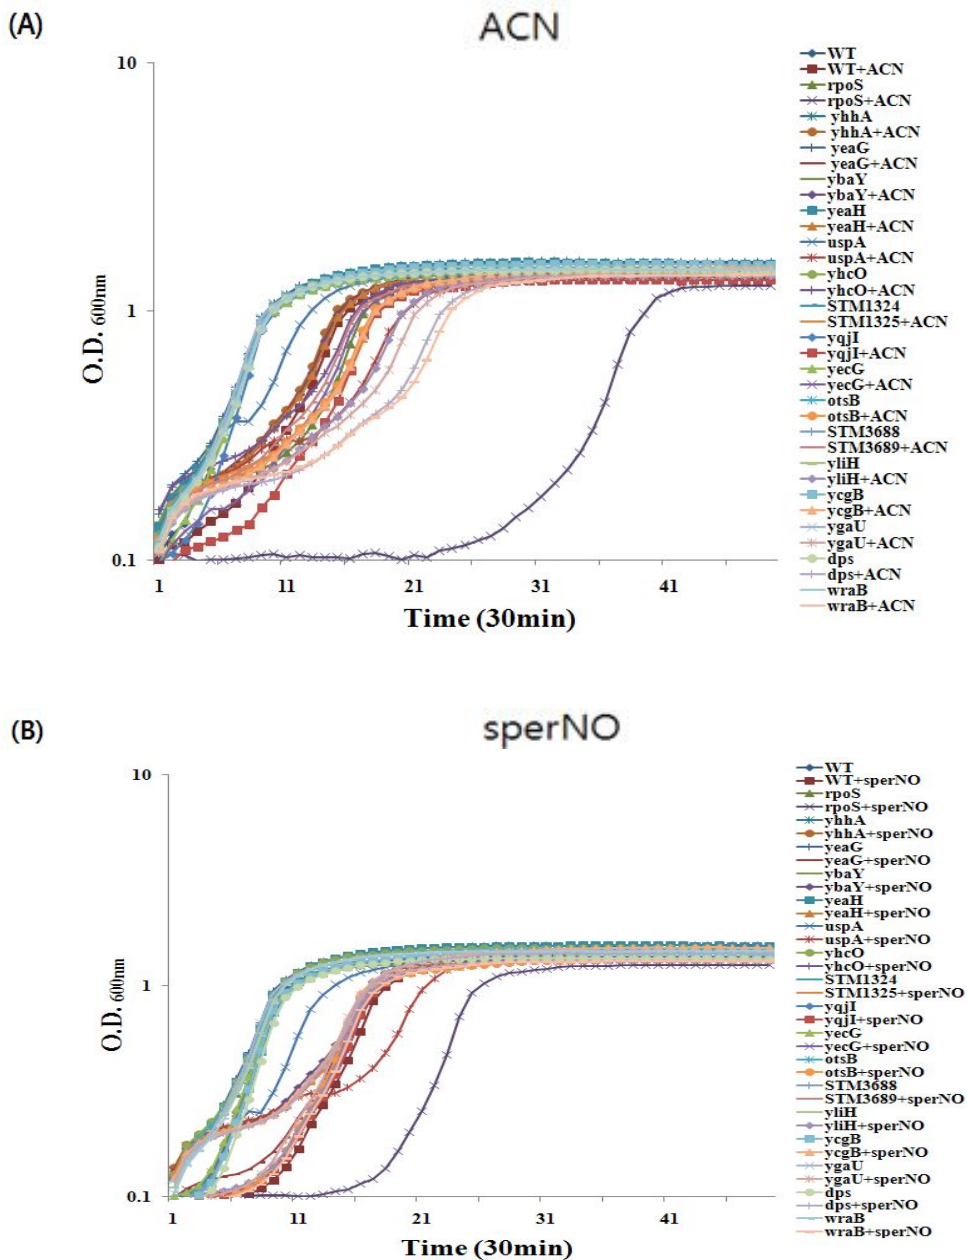 (A)
ACN
10
1
0.1
O.D. 600nm
1 11 21 31 41
Time (30min)
WT
WT+ACN
rpoS
rpoS+ACN
yhhA
yhhA+ACN
yeaG
yeaG+ACN
ybaY
ybaY+ACN
yeaH
yeaH+ACN
uspA
uspA+ACN
yhcO
yhcO+ACN
STM1324
STM1325+ACN
yqjI
yqjI+ACN
yecG
yecG+ACN
otsB
otsB+ACN
STM3688
STM3689+ACN
yliH
yliH+ACN
ycgB
ycgB+ACN
ygaU
ygaU+ACN
dps
dps+ACN
wraB
wraB+ACN
(B)
sperNO
10
1
0.1
O.D. 600nm
1 11 21 31 41
Time (30min)
WT
WT+sperNO
rpoS
rpoS+sperNO
yhhA
yhhA+sperNO
yeaG
yeaG+sperNO
ybaY
ybaY+sperNO
yeaH
yeaH+sperNO
uspA
uspA+sperNO
yhcO
yhcO+sperNO
STM1324
STM1325+sperNO
yqjI
yqjI+sperNO
yecG
yecG+sperNO
otsB
otsB+sperNO
STM3688
STM3689+sperNO
yliH
yliH+sperNO
ycgB
ycgB+sperNO
ygaU
ygaU+sperNO
dps
dps+sperNO
wraB
wraB+sperNO